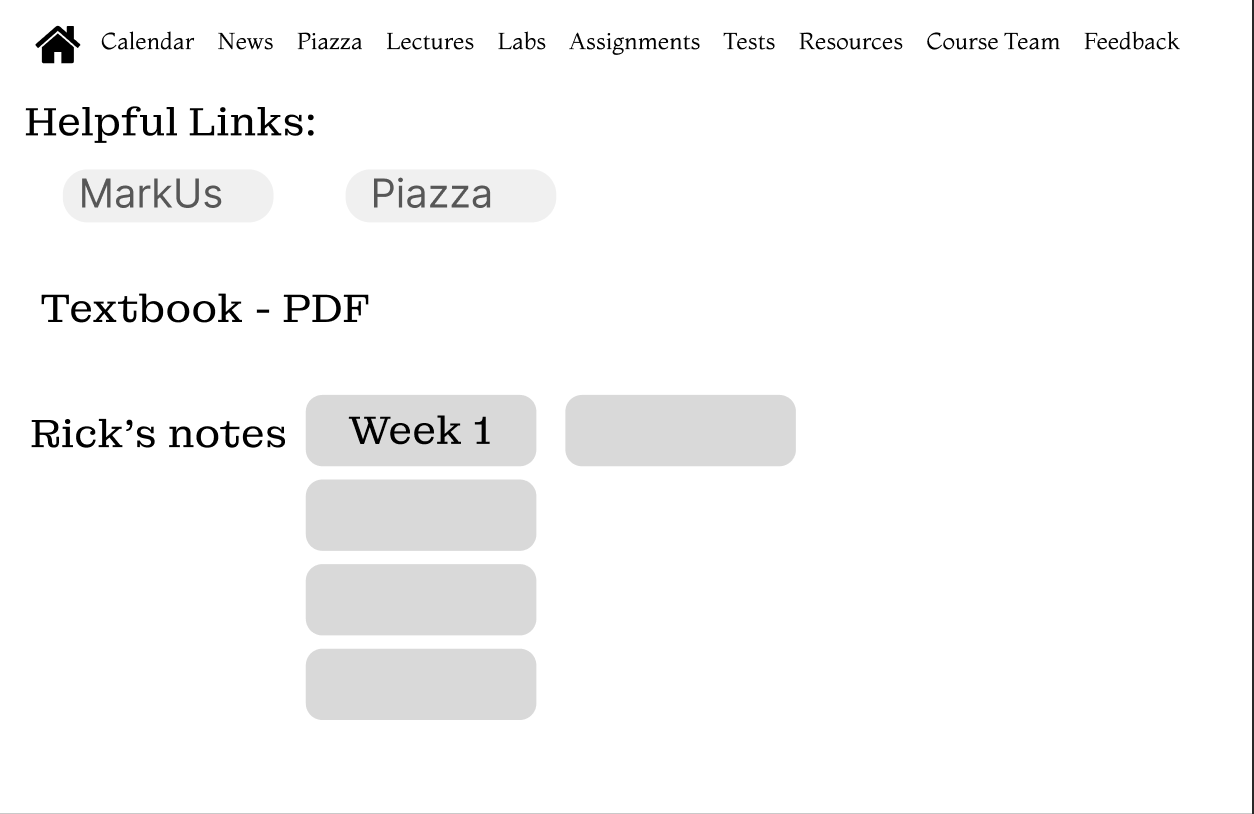 Calendar News Piazza Lectures Labs Assignments Tests Resources Course Team Feedback
Helpful Links:
MarkUs Piazza
Textbook - PDF
Rick’s notes Week 1